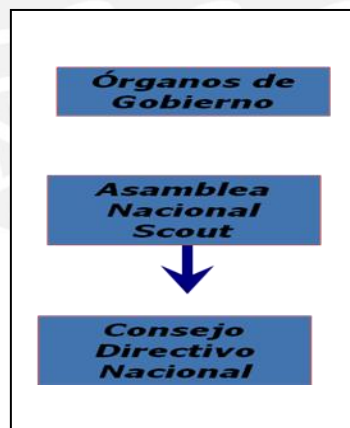 Órganos de
Gobierno
Asamblea
Nacional
Scout
Consejo
Directivo
Nacional